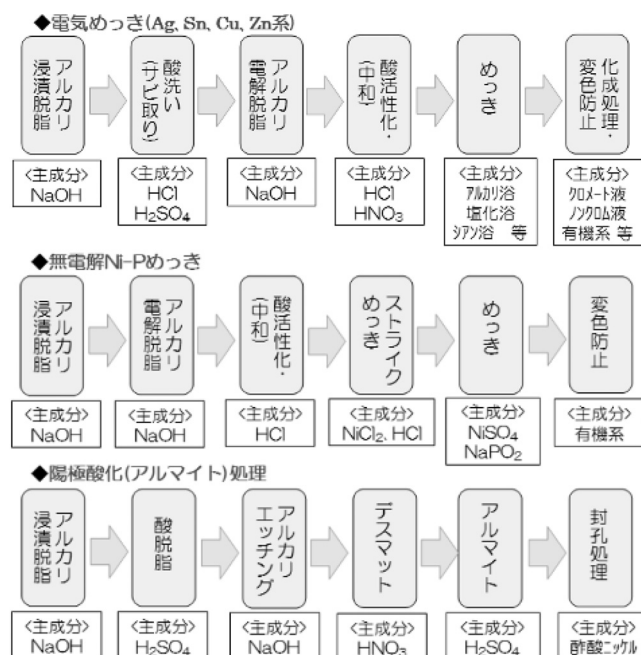 ◆電気めっき(Ag、Sn、Cu、Zn系)
アルカリ
浸漬脱脂
酸洗い
(サビ取り)
アルカリ
電解脱脂
酸活性化・
(中和)
めっき
化成処理・
変色防止
<主成分>
NaOH
<主成分>
HCl
H₂SO₄
<主成分>
NaOH
<主成分>
HCl
HNO₃
<主成分>
アルカリ浴
塩化浴
シアン浴 等
<主成分>
クロメート液
ノンクロム液
有機系 等
◆無電解Ni-Pめっき
アルカリ
浸漬脱脂
アルカリ
電解脱脂
酸活性化・
(中和)
ストライク
めっき
めっき
変色防止
<主成分>
NaOH
<主成分>
NaOH
<主成分>
HCl
<主成分>
NiCl₂、HCl
<主成分>
NiSO₄
NaPO₂
<主成分>
有機系
◆陽極酸化(アルマイト)処理
アルカリ
浸漬脱脂
酸脱脂
アルカリ
エッチング
デスマット
アルマイト
封孔処理
<主成分>
NaOH
<主成分>
H₂SO₄
<主成分>
NaOH
<主成分>
HNO₃
<主成分>
H₂SO₄
<主成分>
酢酸ニッケル